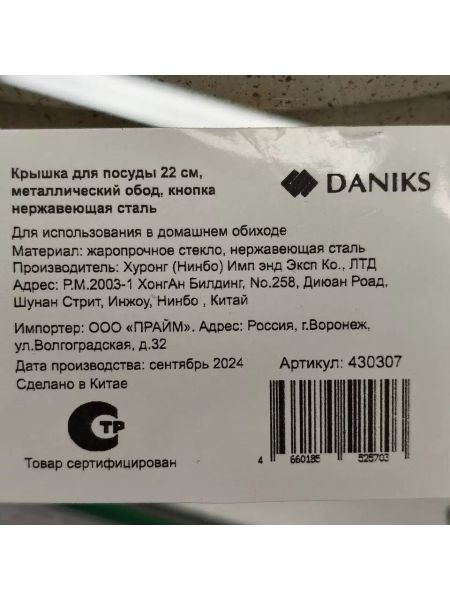 Крышка для посуды 22 см,
металлический обод, кнопка
нержавеющая сталь
DANIKS
Для использования в домашнем обиходе
Материал: жаропрочное стекло, нержавеющая сталь
Производитель: Хуронг (Нинбо) Имп энд Эксп Ко., ЛТД
Адрес: Р.М.2003-1 ХонгАн Билдинг, No.258, Диюан Роад,
Шунан Стрит, Инжоу, Нинбо , Китай
Импортер: ООО «ПРАЙМ». Адрес: Россия, г.Воронеж,
ул.Волгоградская, д.32
Дата производства: сентябрь 2024
Артикул: 430307
Сделано в Китае
С ТР
Товар сертифицирован
4 660185 525703